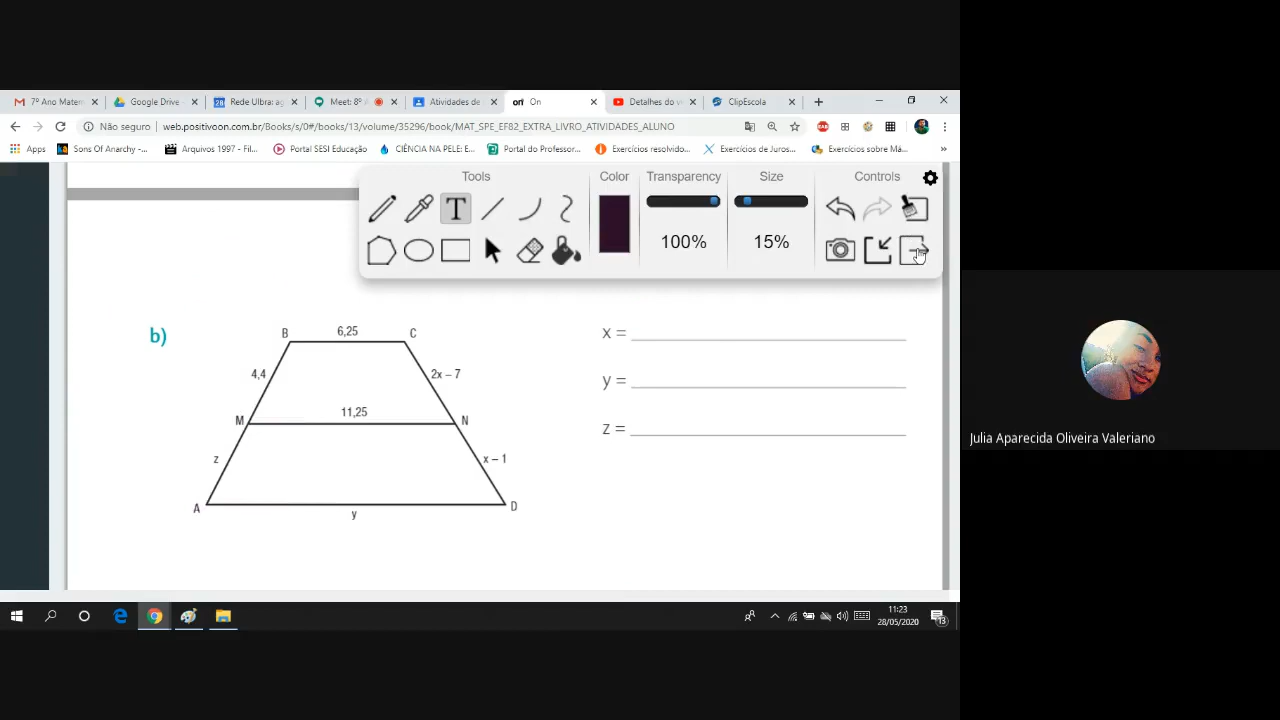 7º Ano Matem
Google Drive
Rede Ulbra: ag
Meet: 8º A
Atividades de
On
Detalhes do v
ClipEscola
Não seguro
web.positivoon.com.br/Books/s/0#/books/13/volume/35296/book/MAT_SPE_EF82_EXTRA_LIVRO_ATIVIDADES_ALUNO
Apps
Sons Of Anarchy -...
Arquivos 1997 - Fil...
Portal SESI Educação
CIÊNCIA NA PELE: E...
Portal do Professor...
Exercícios resolvido...
Exercícios de Juros...
Exercícios sobre Má...
Tools
Color
Transparency
Size
Controls
T
100%
15%
b)
B
6,25
C
4,4
2x – 7
M
11,25
N
z
x – 1
A
y
D
x =
y =
z =
Julia Aparecida Oliveira Valeriano
11:23
28/05/2020
13